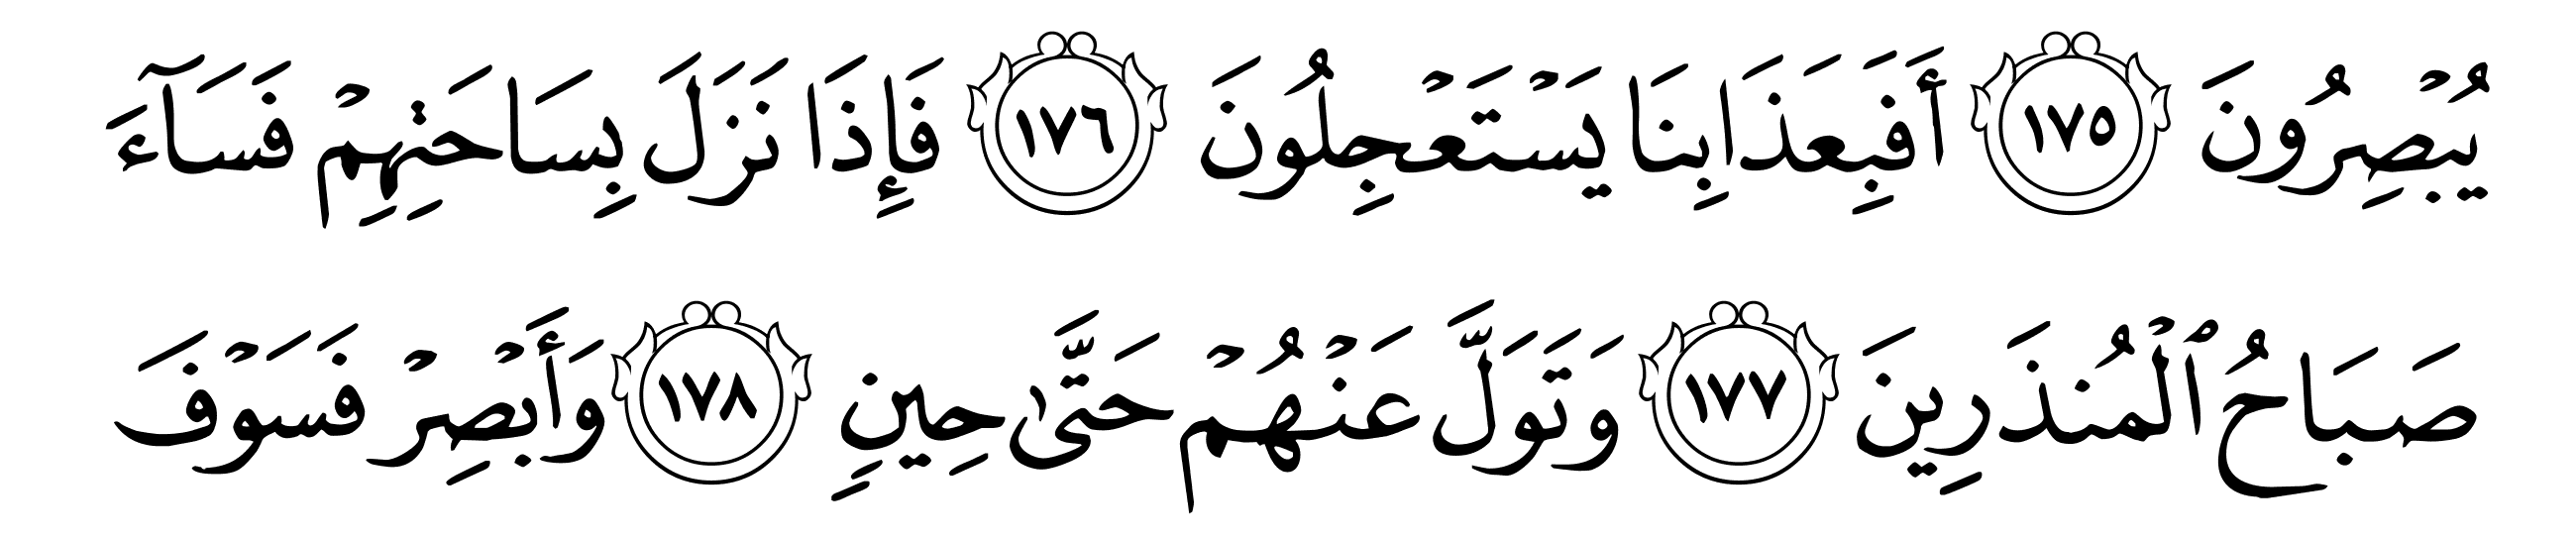 يُبۡصِرُونَ ١٧٥ أَفَبِعَذَابِنَا يَسۡتَعۡجِلُونَ ١٧٦ فَإِذَا نَزَلَ بِسَاحَتِهِمۡ فَسَآءَ
صَبَاحُ ٱلۡمُنذَرِينَ ١٧٧ وَتَوَلَّ عَنۡهُمۡ حَتَّىٰ حِينٖ ١٧٨ وَأَبۡصِرۡ فَسَوۡفَ